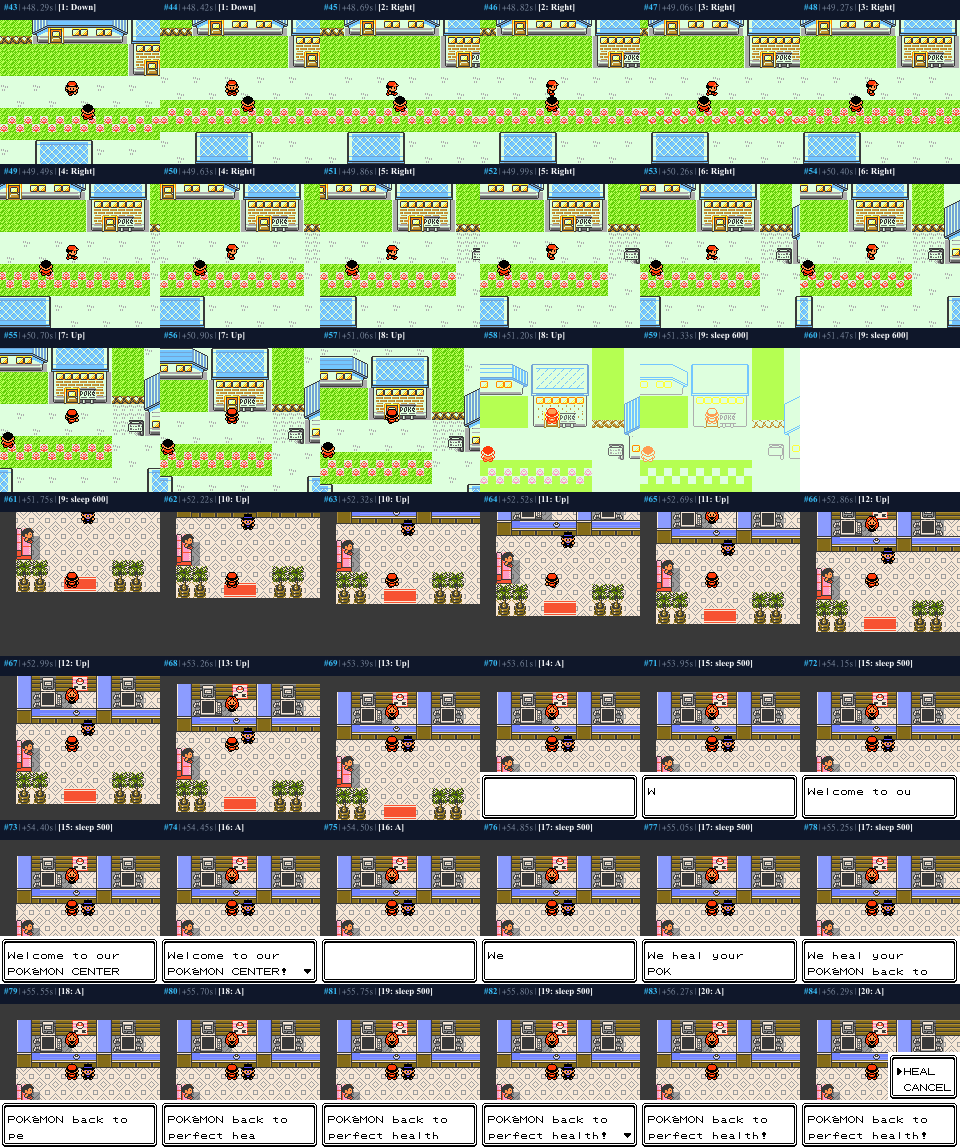 #43|+48.29s| [1: Down]
#44|+48.42s| [1: Down]
#45|+48.69s| [2: Right]
#46|+48.82s| [2: Right]
#47|+49.06s| [3: Right]
#48|+49.27s| [3: Right]
POKE
POKE
#49|+49.49s| [4: Right]
#50|+49.63s| [4: Right]
#51|+49.86s| [5: Right]
#52|+49.99s| [5: Right]
#53|+50.26s| [6: Right]
#54|+50.40s| [6: Right]
POKE
POKE
POKE
POKE
POKE
POKE
#55|+50.70s| [7: Up]
#56|+50.90s| [7: Up]
#57|+51.06s| [8: Up]
#58|+51.20s| [8: Up]
#59|+51.33s| [9: sleep 600]
#60|+51.47s| [9: sleep 600]
POKE
POKE
POKE
POKE
POKE
#61|+51.75s| [9: sleep 600]
#62|+52.22s| [10: Up]
#63|+52.32s| [10: Up]
#64|+52.52s| [11: Up]
#65|+52.69s| [11: Up]
#66|+52.86s| [12: Up]
#67|+52.99s| [12: Up]
#68|+53.26s| [13: Up]
#69|+53.39s| [13: Up]
#70|+53.61s| [14: A]
#71|+53.95s| [15: sleep 500]
#72|+54.15s| [15: sleep 500]
W
Welcome to ou
#73|+54.40s| [15: sleep 500]
#74|+54.45s| [16: A]
#75|+54.50s| [16: A]
#76|+54.85s| [17: sleep 500]
#77|+55.05s| [17: sleep 500]
#78|+55.25s| [17: sleep 500]
Welcome to our
POKéMON CENTER
Welcome to our
POKéMON CENTER!
We
We heal your
POK
We heal your
POKéMON back to
#79|+55.55s| [18: A]
#80|+55.70s| [18: A]
#81|+55.75s| [19: sleep 500]
#82|+55.80s| [19: sleep 500]
#83|+56.27s| [20: A]
#84|+56.29s| [20: A]
POKéMON back to
pe
POKéMON back to
perfect hea
POKéMON back to
perfect health
POKéMON back to
perfect health!
POKéMON back to
perfect health!
HEAL
CANCEL
POKéMON back to
perfect health!